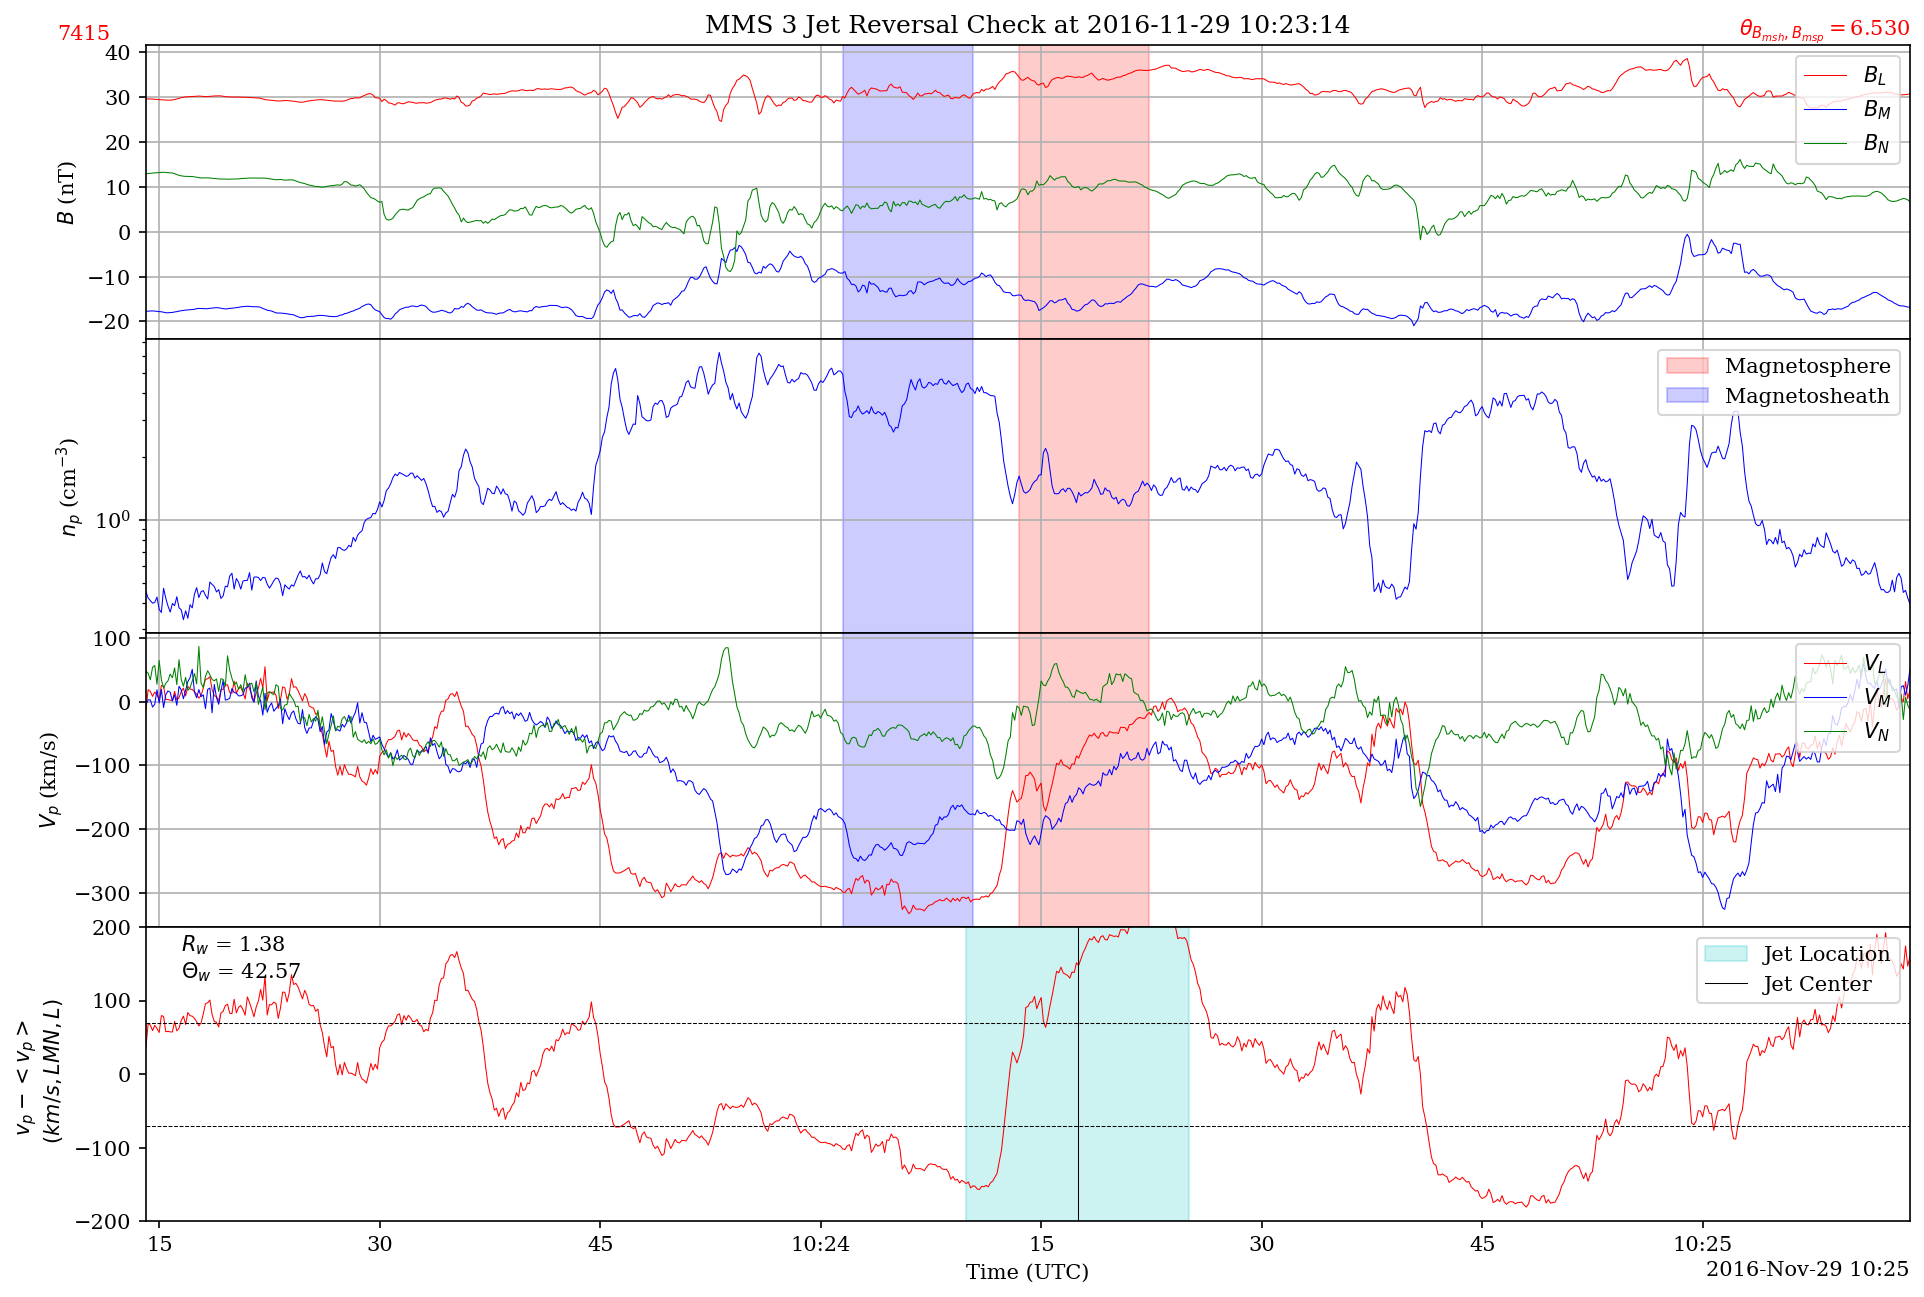 MMS 3 Jet Reversal Check at 2016-11-29 10:23:14
7415
θ_{B_{msh}, B_{msp}} = 6.530
40
30
20
10
0
−10
−20
B (nT)
B_L
B_M
B_N
10^0
n_p (cm^{−3})
Magnetosphere
Magnetosheath
100
0
−100
−200
−300
V_p (km/s)
V_L
V_M
V_N
200
100
0
−100
−200
v_p − <v_p>
(km/s, LMN, L)
R_w = 1.38
Θ_w = 42.57
Jet Location
Jet Center
15 30 45 10:24 15 30 45 10:25
Time (UTC)
2016-Nov-29 10:25